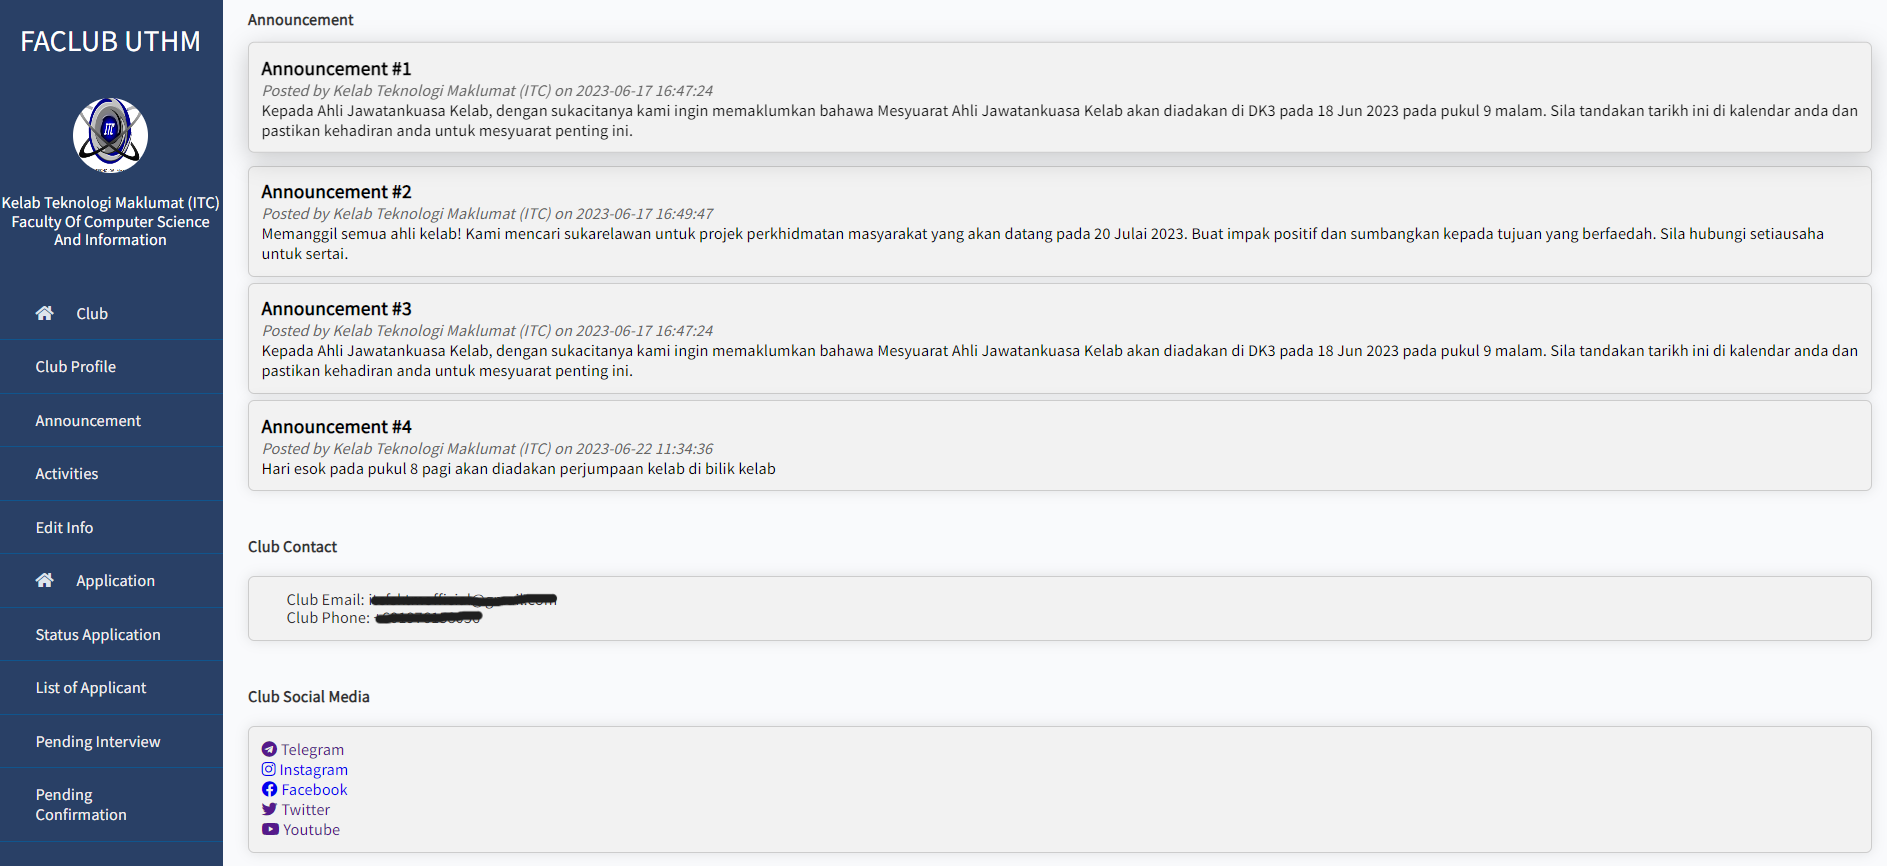 FACLUB UTHM
ITC
Kelab Teknologi Maklumat (ITC)
Faculty Of Computer Science
And Information
Club
Club Profile
Announcement
Activities
Edit Info
Application
Status Application
List of Applicant
Pending Interview
Pending
Confirmation
Announcement
Announcement #1
Posted by Kelab Teknologi Maklumat (ITC) on 2023-06-17 16:47:24
Kepada Ahli Jawatankuasa Kelab, dengan sukacitanya kami ingin memaklumkan bahawa Mesyuarat Ahli Jawatankuasa Kelab akan diadakan di DK3 pada 18 Jun 2023 pada pukul 9 malam. Sila tandakan tarikh ini di kalendar anda dan
pastikan kehadiran anda untuk mesyuarat penting ini.
Announcement #2
Posted by Kelab Teknologi Maklumat (ITC) on 2023-06-17 16:49:47
Memanggil semua ahli kelab! Kami mencari sukarelawan untuk projek perkhidmatan masyarakat yang akan datang pada 20 Julai 2023. Buat impak positif dan sumbangkan kepada tujuan yang berfaedah. Sila hubungi setiausaha
untuk sertai.
Announcement #3
Posted by Kelab Teknologi Maklumat (ITC) on 2023-06-17 16:47:24
Kepada Ahli Jawatankuasa Kelab, dengan sukacitanya kami ingin memaklumkan bahawa Mesyuarat Ahli Jawatankuasa Kelab akan diadakan di DK3 pada 18 Jun 2023 pada pukul 9 malam. Sila tandakan tarikh ini di kalendar anda dan
pastikan kehadiran anda untuk mesyuarat penting ini.
Announcement #4
Posted by Kelab Teknologi Maklumat (ITC) on 2023-06-22 11:34:36
Hari esok pada pukul 8 pagi akan diadakan perjumpaan kelab di bilik kelab
Club Contact
Club Email:
Club Phone:
Club Social Media
Telegram
Instagram
Facebook
Twitter
Youtube